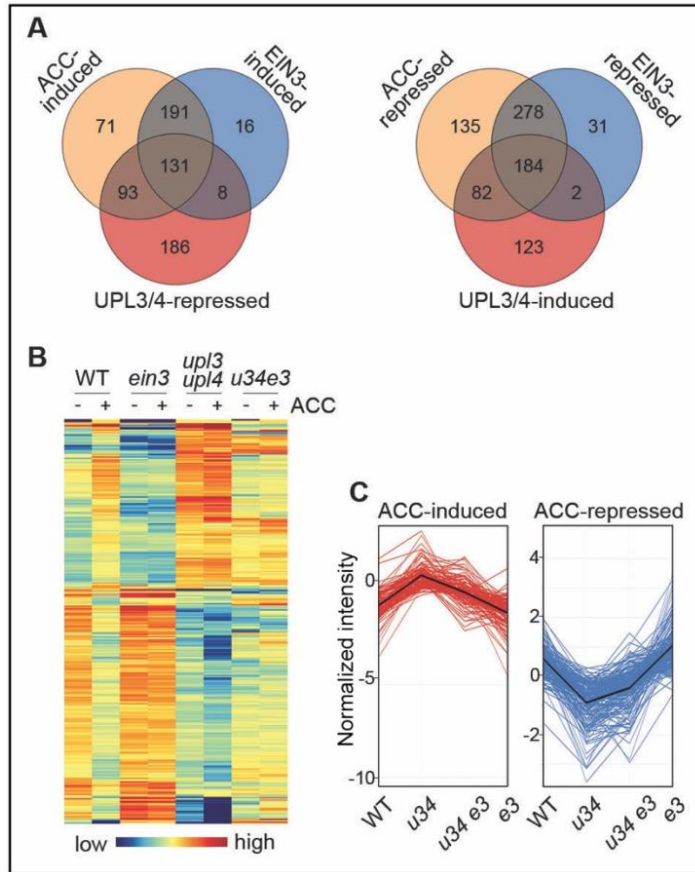 A
ACC-induced
EIN3-induced
71
191
16
131
93
8
186
UPL3/4-repressed
ACC-repressed
EIN3-repressed
135
278
31
184
82
2
123
UPL3/4-induced
B
WT ein3 upl3 upl4 u34e3
- + - + - + - + ACC
low high
C
ACC-induced
ACC-repressed
Normalized intensity
0
-5
-10
4
2
0
-2
WT u34 u34 e3 e3
WT u34 u34 e3 e3